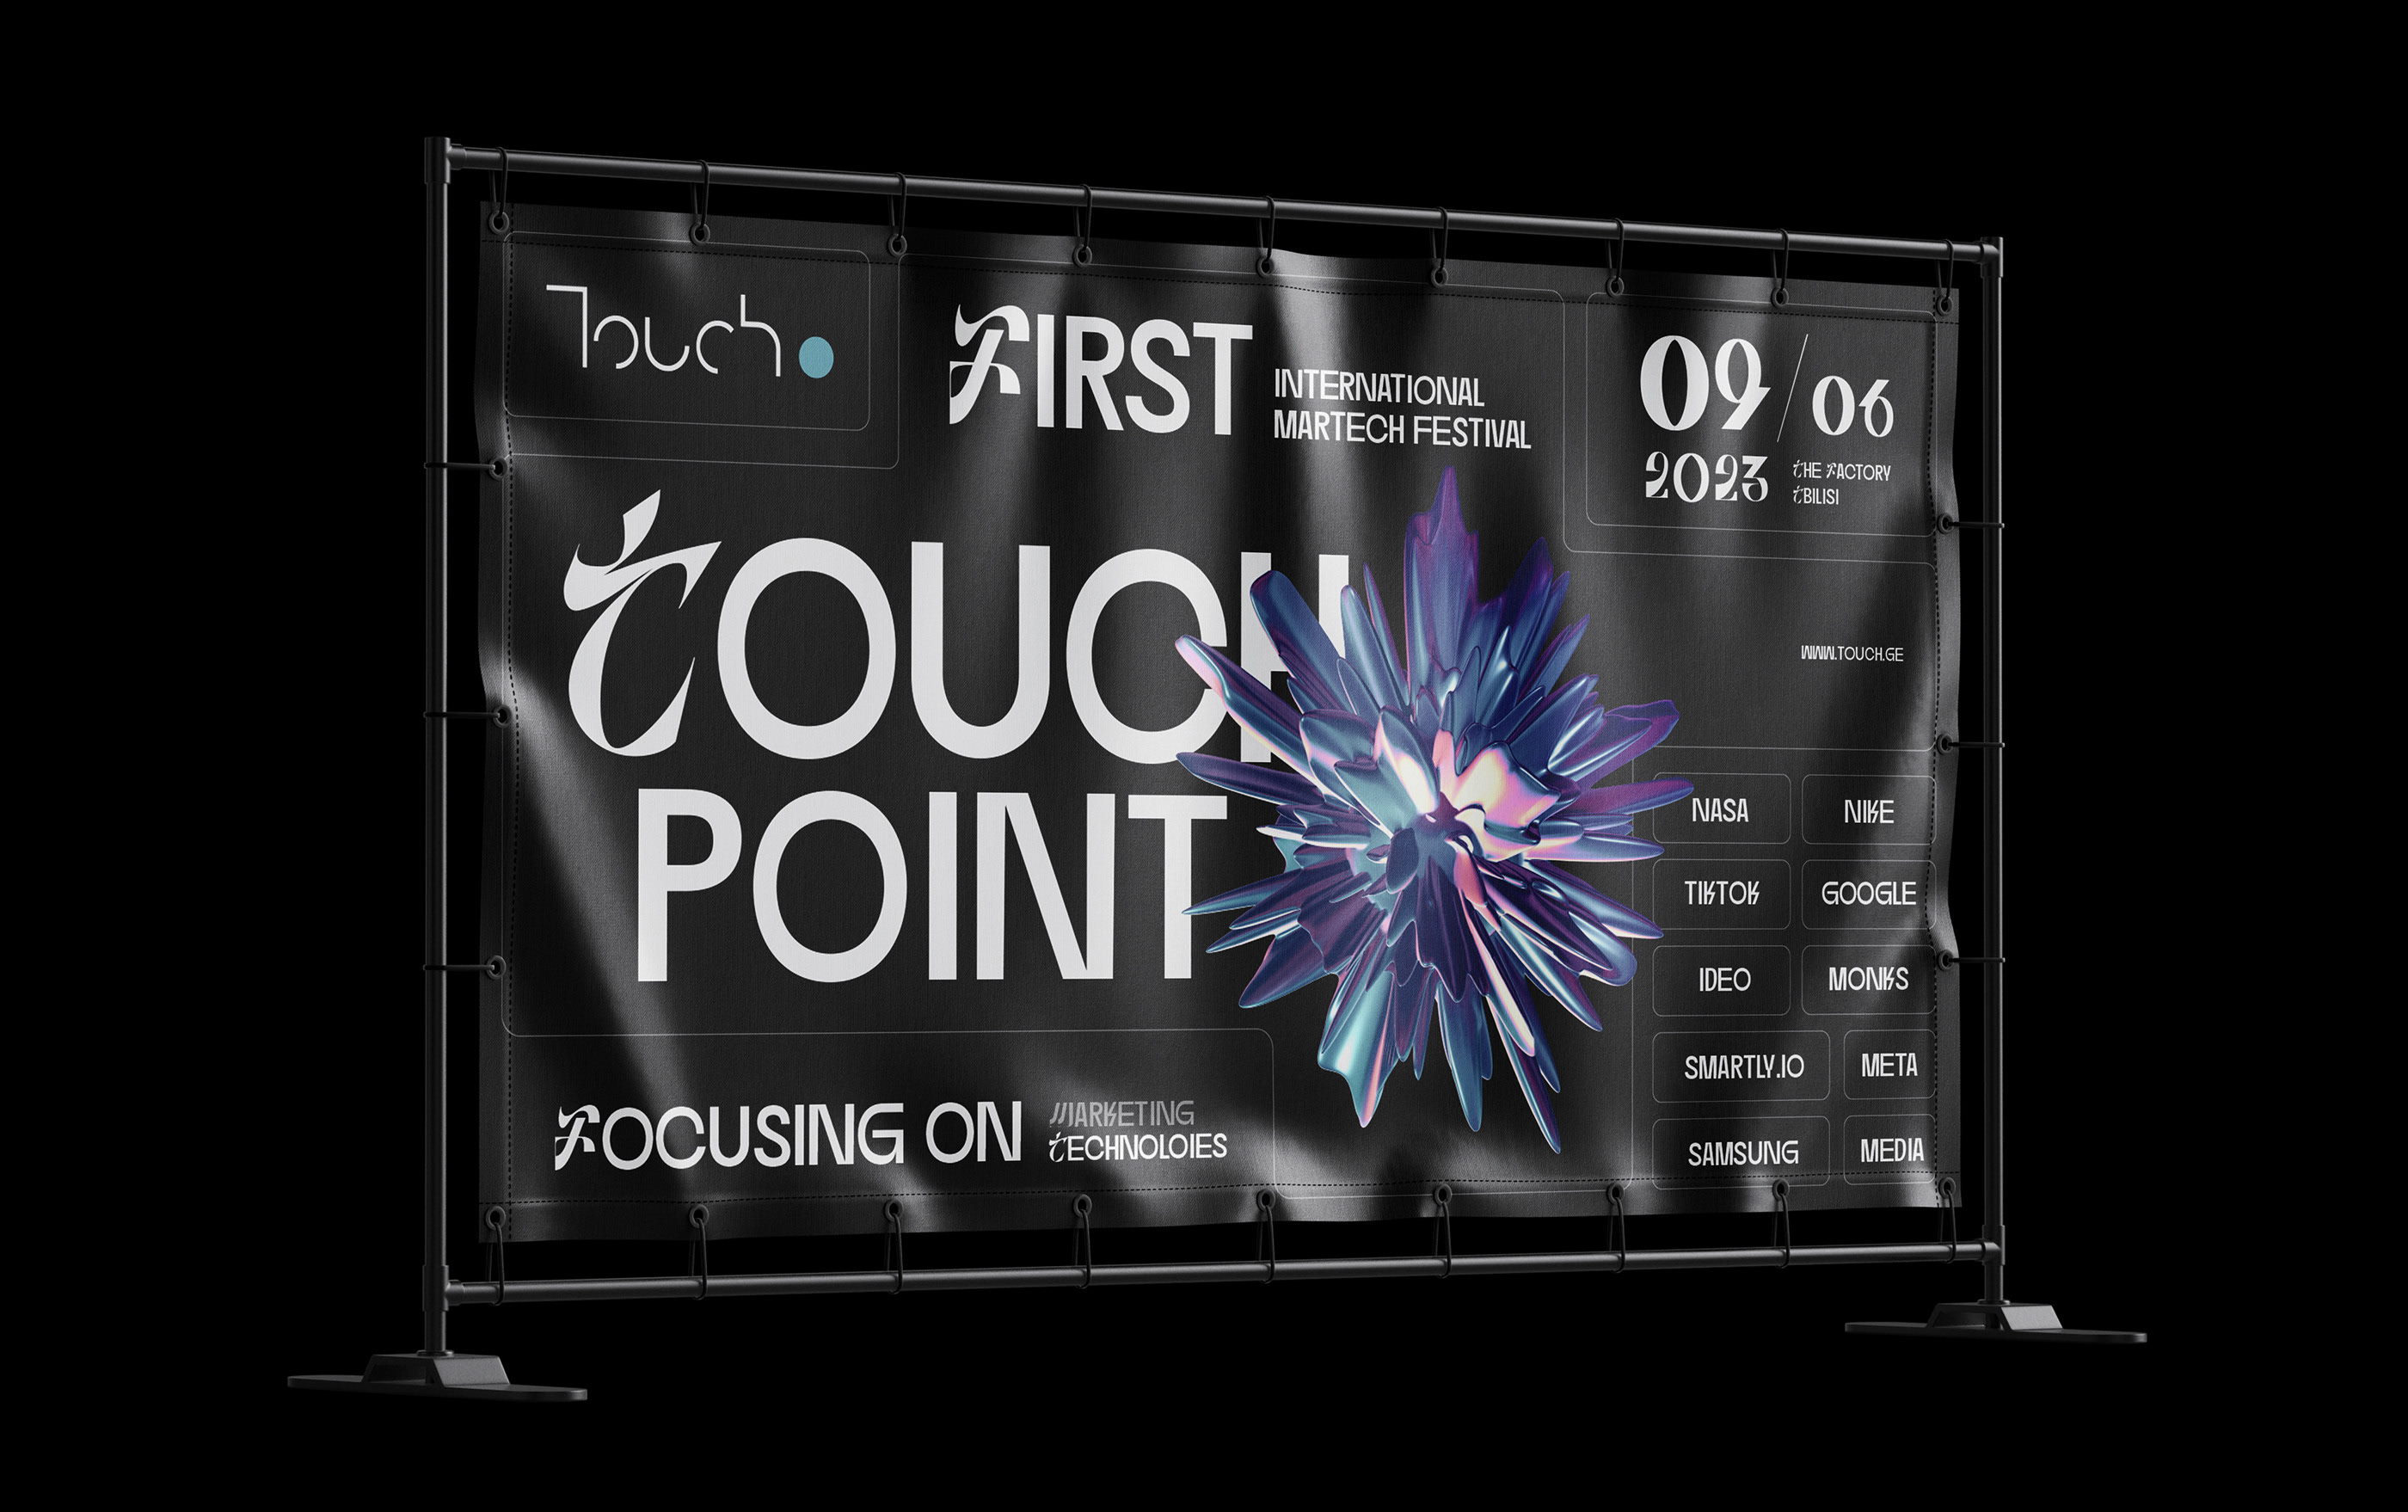 Touch
FIRST
INTERNATIONAL
MARTECH FESTIVAL
09/06
2023
THE FACTORY
TBILISI
TOUCH
POINT
WWW.TOUCH.GE
NASA
NIKE
TIKTOK
GOOGLE
IDEO
MONKS
SMARTLY.IO
META
SAMSUNG
MEDIA
FOCUSING ON
MARKETING
TECHNOLOIES